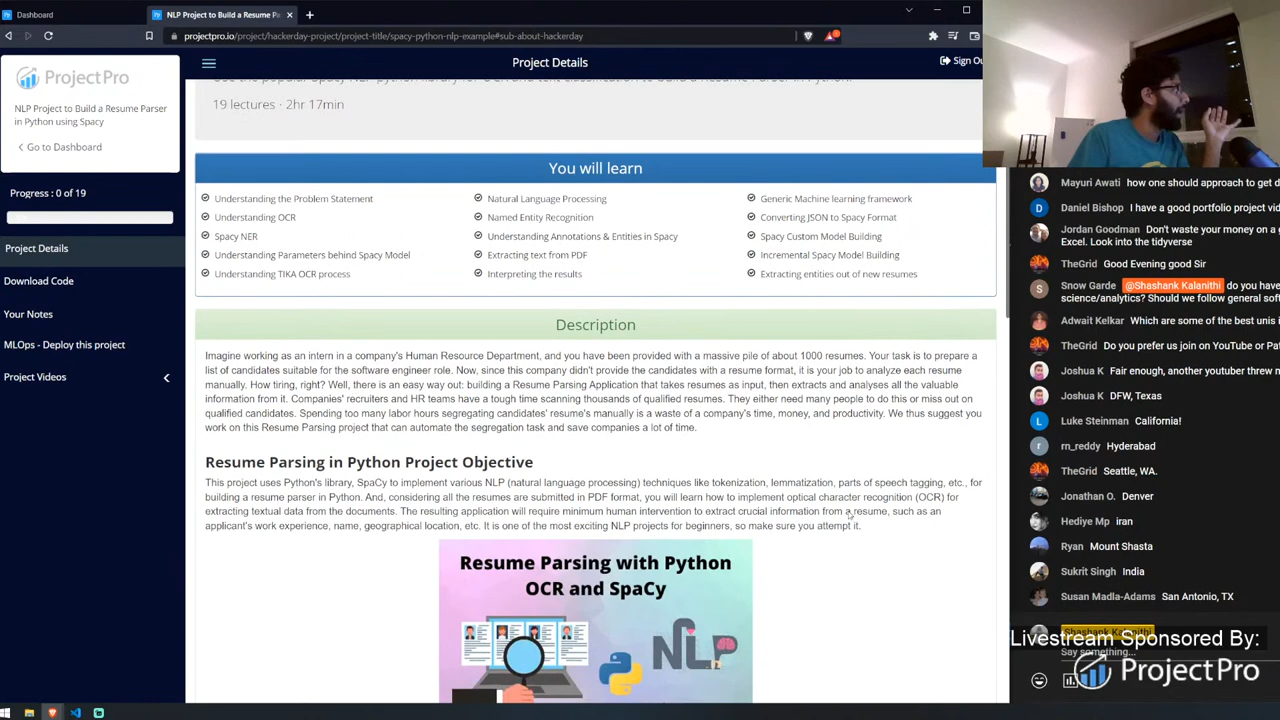 Dashboard
NLP Project to Build a Resume Pa
projectpro.io/project/hackerday-project/project-title/spacy-python-nlp-example#sub-about-hackerday
ProjectPro
NLP Project to Build a Resume Parser
in Python using Spacy
Go to Dashboard
Progress : 0 of 19
Project Details
Download Code
Your Notes
MLOps - Deploy this project
Project Videos
Project Details
Sign Ou
19 lectures · 2hr 17min
You will learn
Understanding the Problem Statement
Natural Language Processing
Generic Machine learning framework
Understanding OCR
Named Entity Recognition
Converting JSON to Spacy Format
Spacy NER
Understanding Annotations & Entities in Spacy
Spacy Custom Model Building
Understanding Parameters behind Spacy Model
Extracting text from PDF
Incremental Spacy Model Building
Understanding TIKA OCR process
Interpreting the results
Extracting entities out of new resumes
Description
Imagine working as an intern in a company's Human Resource Department, and you have been provided with a massive pile of about 1000 resumes. Your task is to prepare a
list of candidates suitable for the software engineer role. Now, since this company didn't provide the candidates with a resume format, it is your job to analyze each resume
manually. How tiring, right? Well, there is an easy way out: building a Resume Parsing Application that takes resumes as input, then extracts and analyses all the valuable
information from it. Companies' recruiters and HR teams have a tough time scanning thousands of qualified resumes. They either need many people to do this or miss out on
qualified candidates. Spending too many labor hours segregating candidates' resume's manually is a waste of a company's time, money, and productivity. We thus suggest you
work on this Resume Parsing project that can automate the segregation task and save companies a lot of time.
Resume Parsing in Python Project Objective
This project uses Python's library, SpaCy to implement various NLP (natural language processing) techniques like tokenization, lemmatization, parts of speech tagging, etc., for
building a resume parser in Python. And, considering all the resumes are submitted in PDF format, you will learn how to implement optical character recognition (OCR) for
extracting textual data from the documents. The resulting application will require minimum human intervention to extract crucial information from a resume, such as an
applicant's work experience, name, geographical location, etc. It is one of the most exciting NLP projects for beginners, so make sure you attempt it.
Resume Parsing with Python
OCR and SpaCy
NLP
Mayuri Awati how one should approach to get d
Daniel Bishop I have a good portfolio project vid
Jordan Goodman Don't waste your money on a g
Excel. Look into the tidyverse
TheGrid Good Evening good Sir
Snow Garde @Shashank Kalanithi do you have
science/analytics? Should we follow general soft
Adwait Kelkar Which are some of the best unis i
TheGrid Do you prefer us join on YouTube or Pat
Joshua K Fair enough, another youtuber threw m
Joshua K DFW, Texas
Luke Steinman California!
rn_reddy Hyderabad
TheGrid Seattle, WA.
Jonathan O. Denver
Hediye Mp iran
Ryan Mount Shasta
Sukrit Singh India
Susan Madla-Adams San Antonio, TX
Shashank Kalanithi
Say something...
Livestream Sponsored By:
ProjectPro